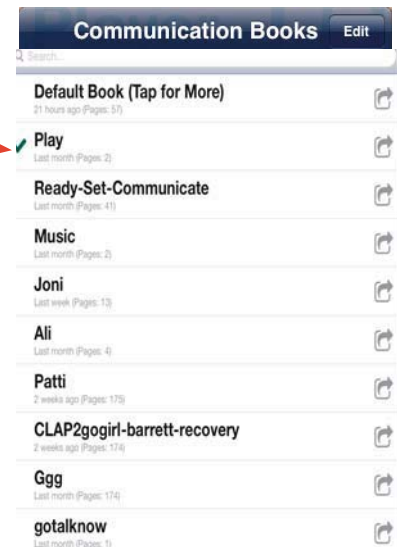 Communication Books Edit
Search...
Default Book (Tap for More)
21 hours ago (Pages: 57)
Play
Last month (Pages: 2)
Ready-Set-Communicate
Last month (Pages: 41)
Music
Last month (Pages: 2)
Joni
Last week (Pages: 13)
Ali
Last month (Pages: 4)
Patti
2 weeks ago (Pages: 175)
CLAP2gogirl-barrett-recovery
2 weeks ago (Pages: 174)
Ggg
Last month (Pages: 174)
gotalknow
Last month (Pages: 1)